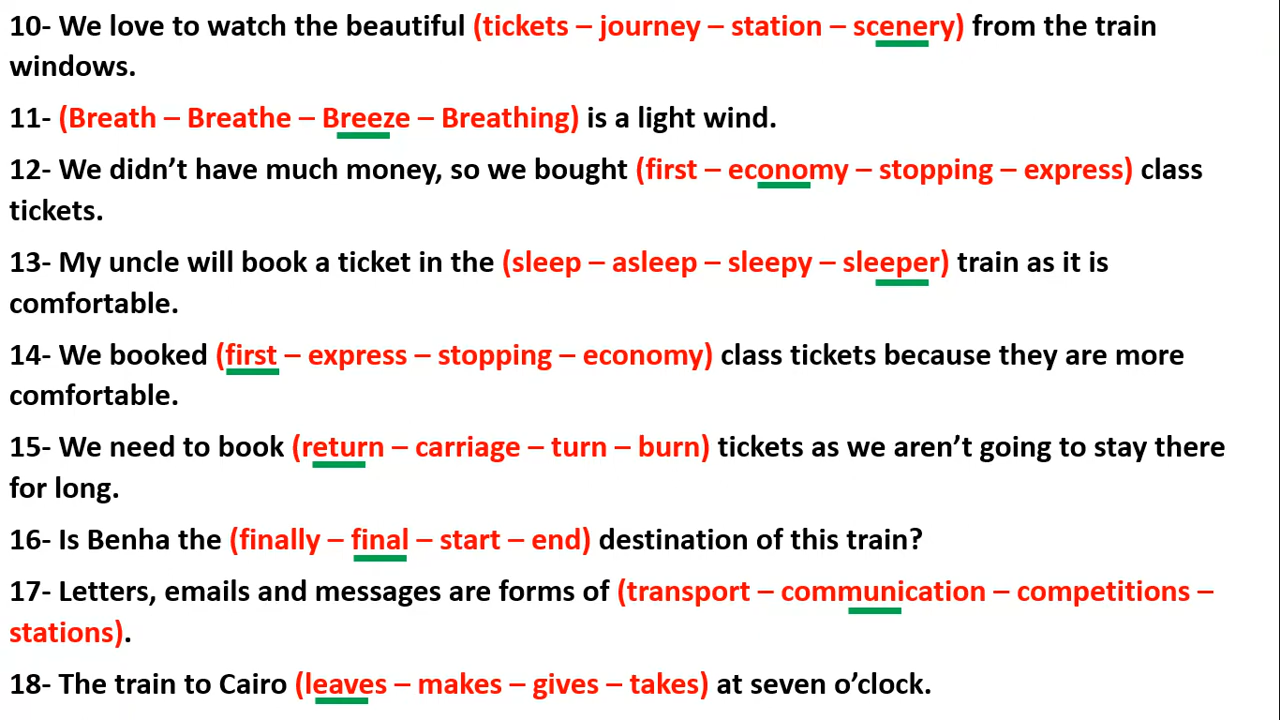 10- We love to watch the beautiful (tickets – journey – station – scenery) from the train
windows.
11- (Breath – Breathe – Breeze – Breathing) is a light wind.
12- We didn’t have much money, so we bought (first – economy – stopping – express) class
tickets.
13- My uncle will book a ticket in the (sleep – asleep – sleepy – sleeper) train as it is
comfortable.
14- We booked (first – express – stopping – economy) class tickets because they are more
comfortable.
15- We need to book (return – carriage – turn – burn) tickets as we aren’t going to stay there
for long.
16- Is Benha the (finally – final – start – end) destination of this train?
17- Letters, emails and messages are forms of (transport – communication – competitions –
stations).
18- The train to Cairo (leaves – makes – gives – takes) at seven o’clock.